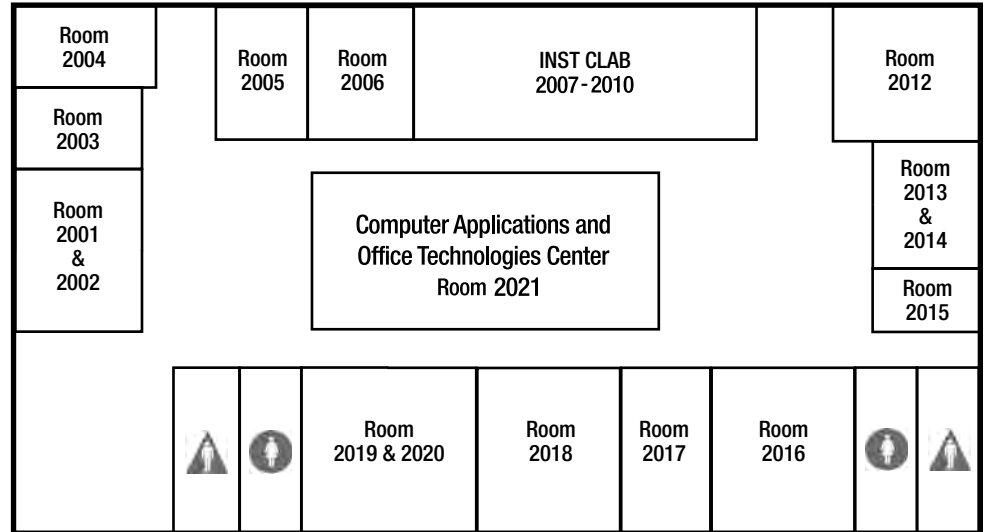 Room
2004
Room
2005
Room
2006
INST CLAB
2007-2010
Room
2012
Room
2003
Room
2001
&
2002
Computer Applications and
Office Technologies Center
Room 2021
Room
2013
&
2014
Room
2015
Room
2019 & 2020
Room
2018
Room
2017
Room
2016